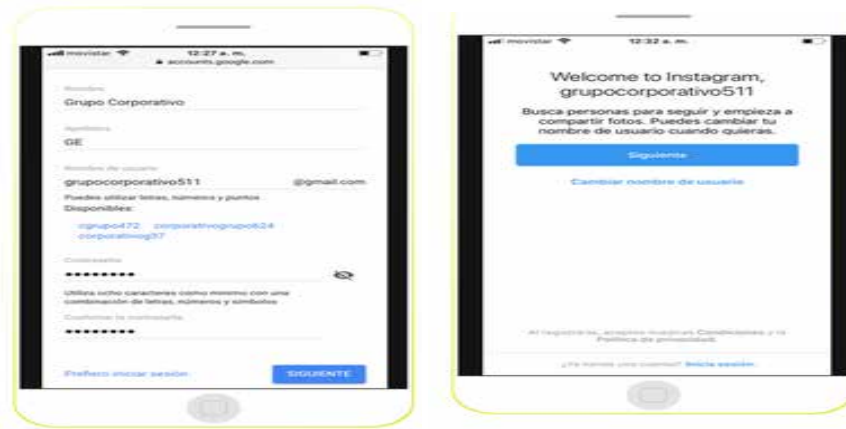 movistar 12:27 a. m.
accounts.google.com
Nombre
Grupo Corporativo
Apellidos
GE
Nombre de usuario
grupocorporativo511 @gmail.com
Puedes utilizar letras, números y puntos
Disponibles:
cgrupo472 corporativogrupo624
corporativog37
Contraseña
Utiliza ocho caracteres como mínimo con una
combinación de letras, números y símbolos
Confirmar la contraseña
Prefiero iniciar sesión SIGUIENTE
movistar 12:32 a. m.
Welcome to Instagram,
grupocorporativo511
Busca personas para seguir y empieza a
compartir fotos. Puedes cambiar tu
nombre de usuario cuando quieras.
Siguiente
Cambiar nombre de usuario
Al registrarte, aceptas nuestras Condiciones y la
Política de privacidad.
¿Ya tienes una cuenta? Inicia sesión.